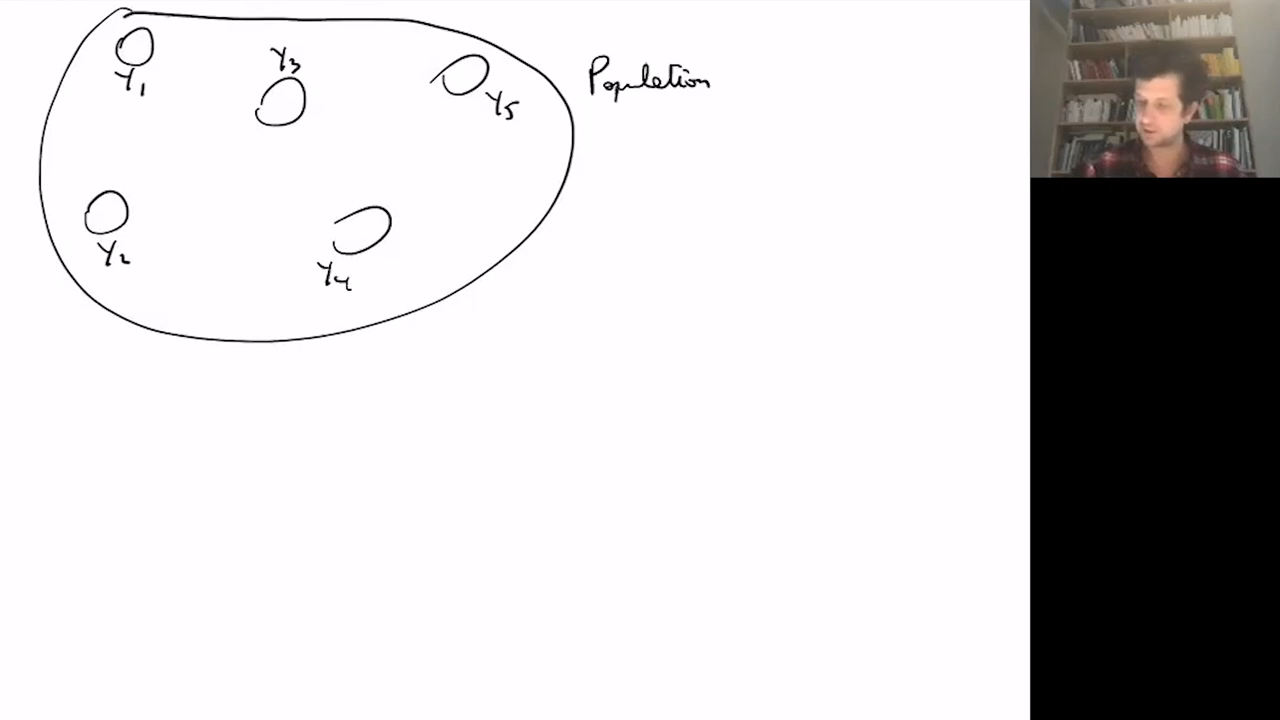 Y₃
Population
Y₁
Y₅
Y₂
Y₄